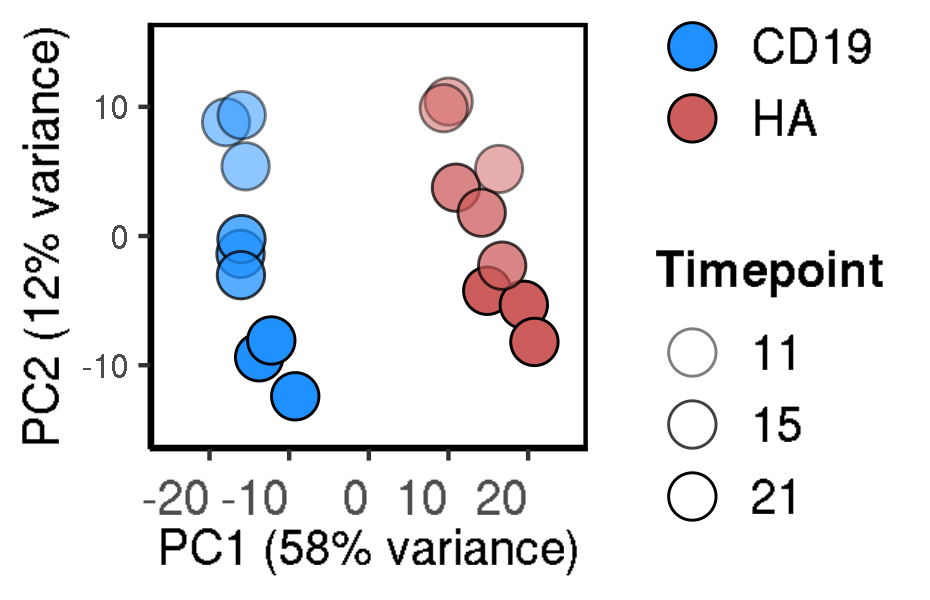 PC2 (12% variance)
10
0
-10
-20 -10 0 10 20
PC1 (58% variance)
CD19
HA
Timepoint
11
15
21